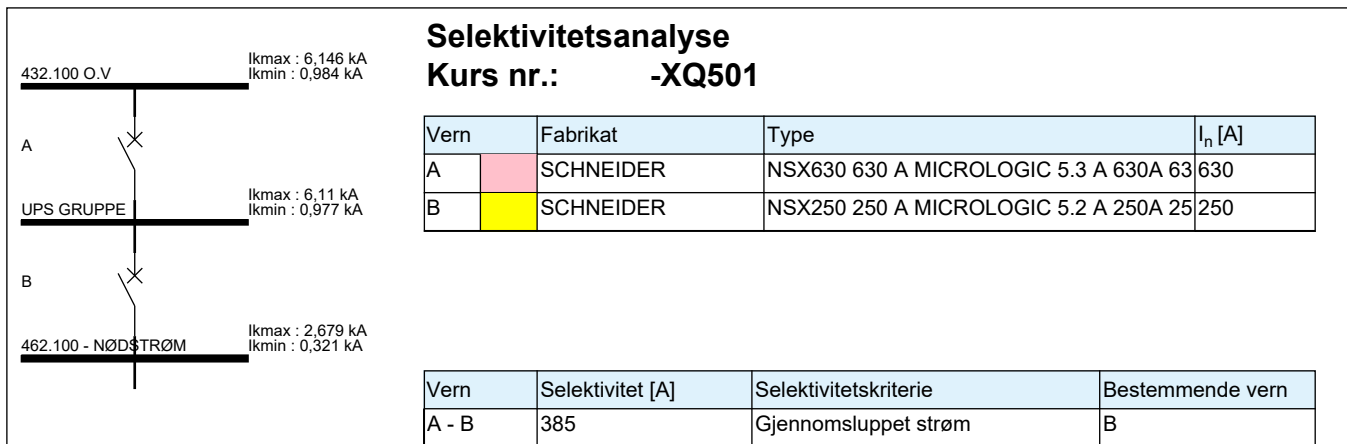 Selektivitetsanalyse
Kurs nr.: -XQ501
432.100 O.V
Ikmax : 6,146 kA
Ikmin : 0,984 kA
A
UPS GRUPPE
Ikmax : 6,11 kA
Ikmin : 0,977 kA
B
462.100 - NØDSTRØM
Ikmax : 2,679 kA
Ikmin : 0,321 kA
Vern Fabrikat Type In [A]
A SCHNEIDER NSX630 630 A MICROLOGIC 5.3 A 630A 63 630
B SCHNEIDER NSX250 250 A MICROLOGIC 5.2 A 250A 25 250
Vern Selektivitet [A] Selektivitetskriterie Bestemmende vern
A - B 385 Gjennomsluppet strøm B